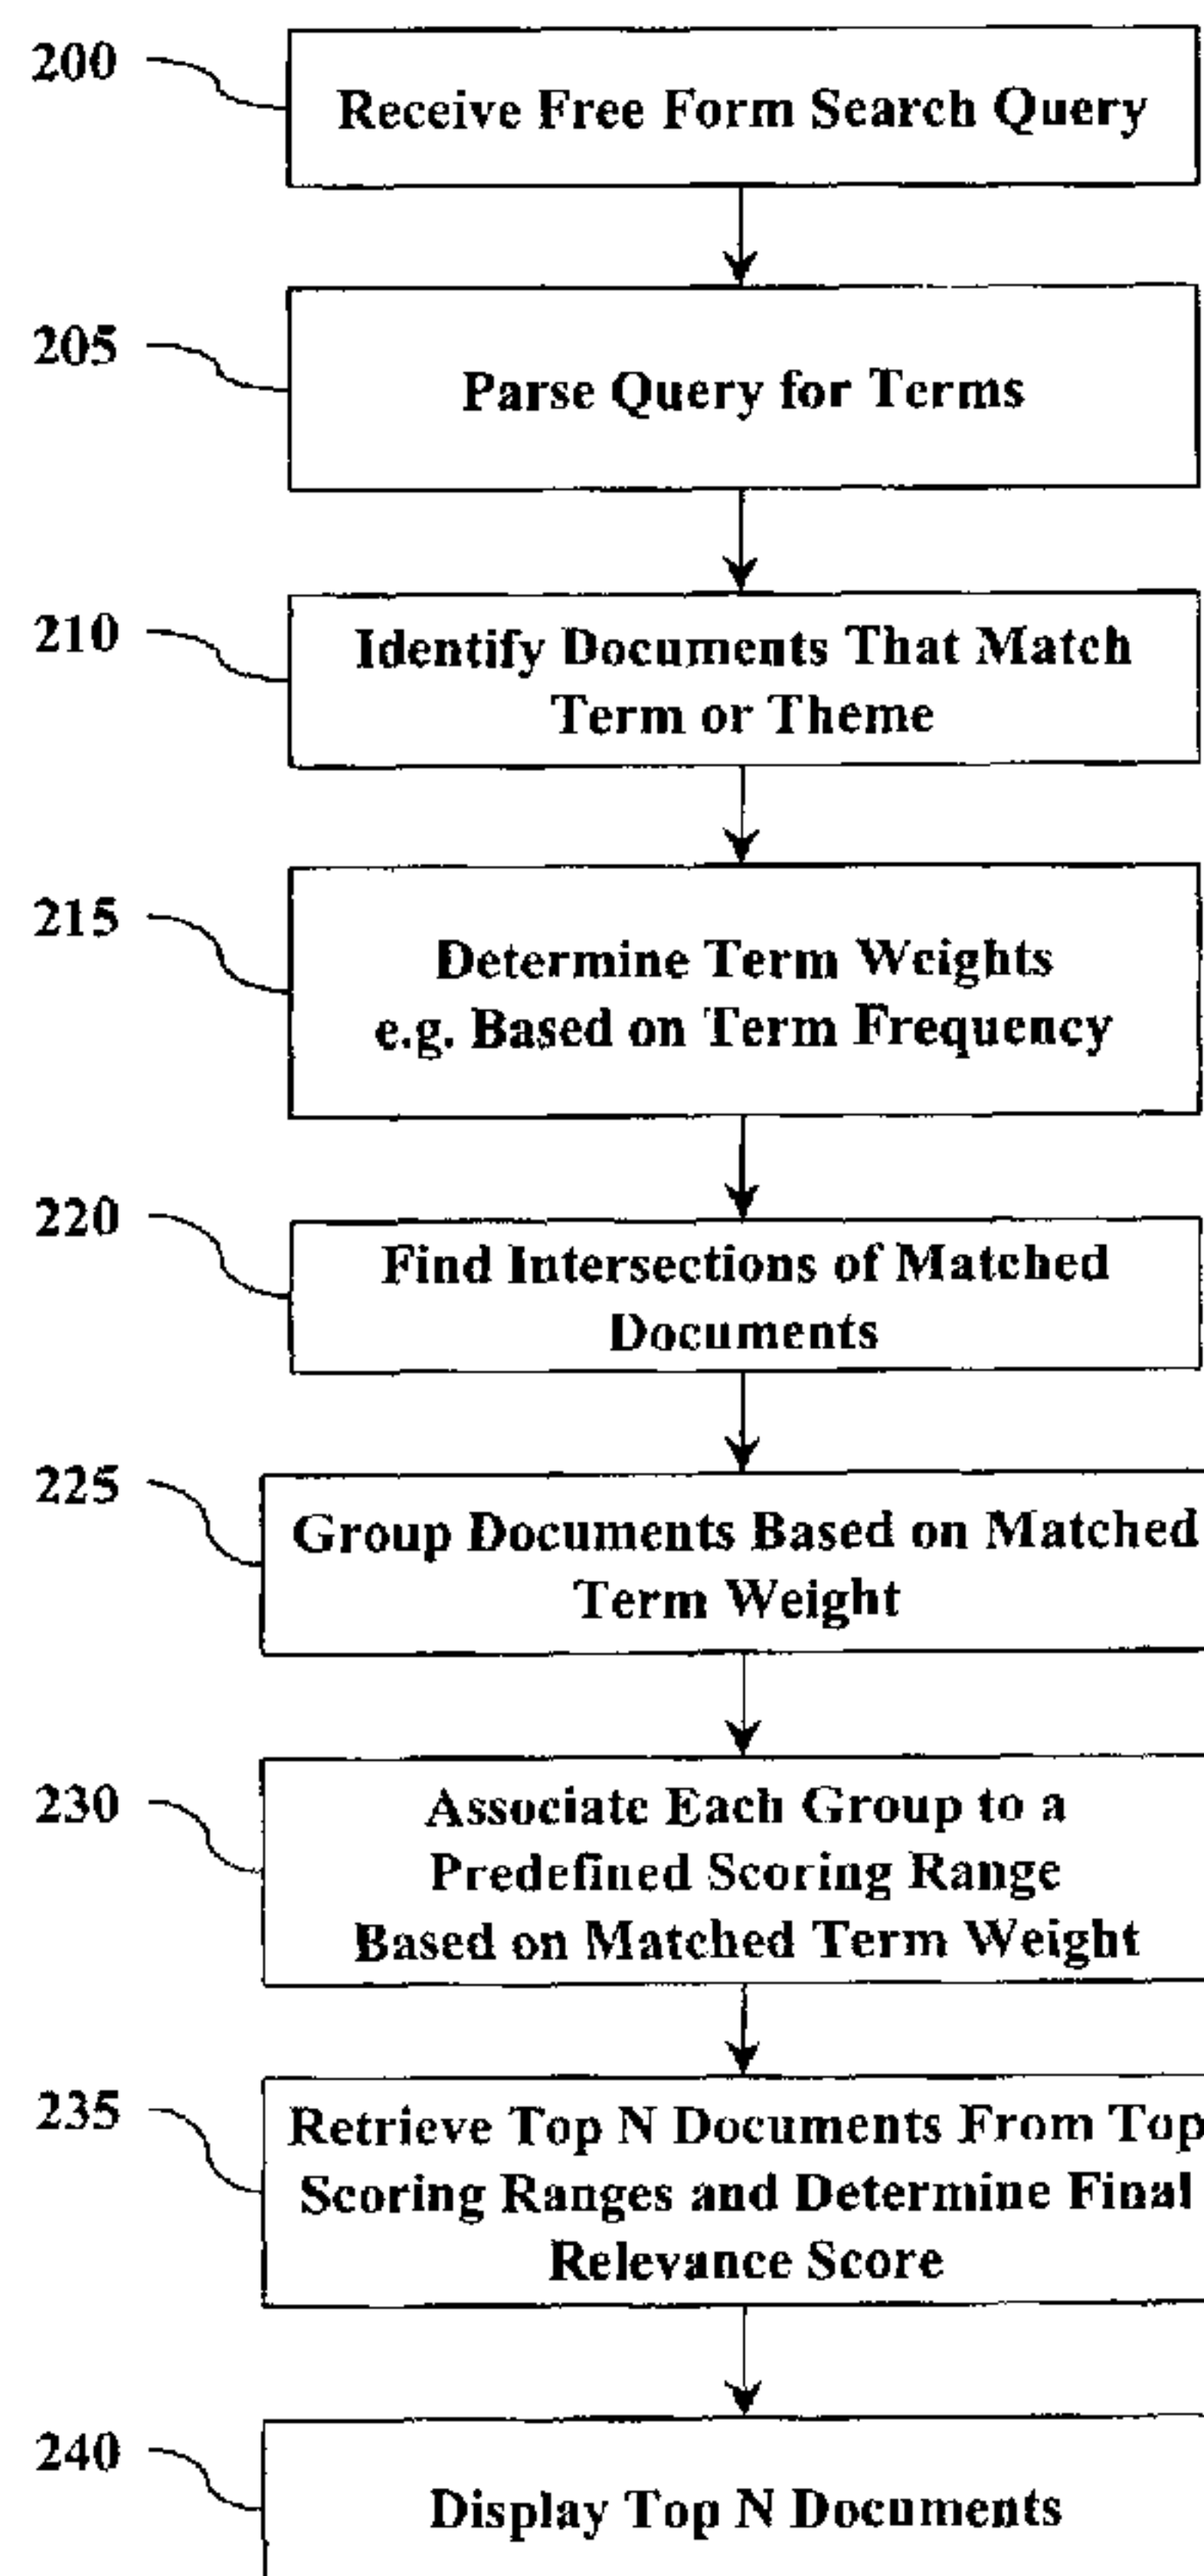 200
Receive Free Form Search Query
205
Parse Query for Terms
210
Identify Documents That Match
Term or Theme
215
Determine Term Weights
e.g. Based on Term Frequency
220
Find Intersections of Matched
Documents
225
Group Documents Based on Matched
Term Weight
230
Associate Each Group to a
Predefined Scoring Range
Based on Matched Term Weight
235
Retrieve Top N Documents From Top
Scoring Ranges and Determine Final
Relevance Score
240
Display Top N Documents